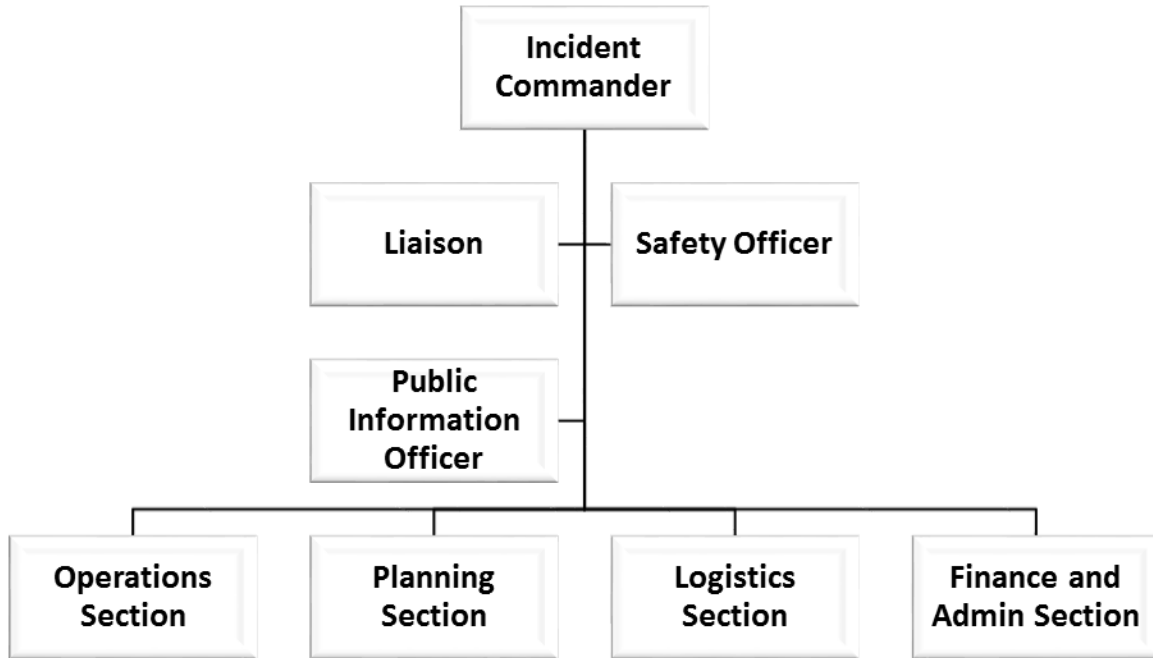 Incident
Commander
Liaison
Safety Officer
Public
Information
Officer
Operations
Section
Planning
Section
Logistics
Section
Finance and
Admin Section